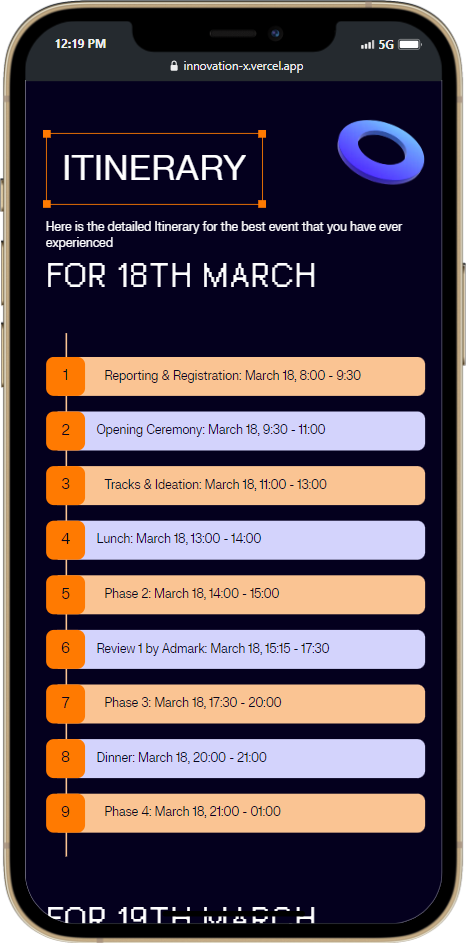 12:19 PM
5G
innovation-x.vercel.app
ITINERARY
Here is the detailed Itinerary for the best event that you have ever
experienced
FOR 18TH MARCH
1 Reporting & Registration: March 18, 8:00 - 9:30
2 Opening Ceremony: March 18, 9:30 - 11:00
3 Tracks & Ideation: March 18, 11:00 - 13:00
4 Lunch: March 18, 13:00 - 14:00
5 Phase 2: March 18, 14:00 - 15:00
6 Review 1 by Admark: March 18, 15:15 - 17:30
7 Phase 3: March 18, 17:30 - 20:00
8 Dinner: March 18, 20:00 - 21:00
9 Phase 4: March 18, 21:00 - 01:00
FOR 19TH MARCH